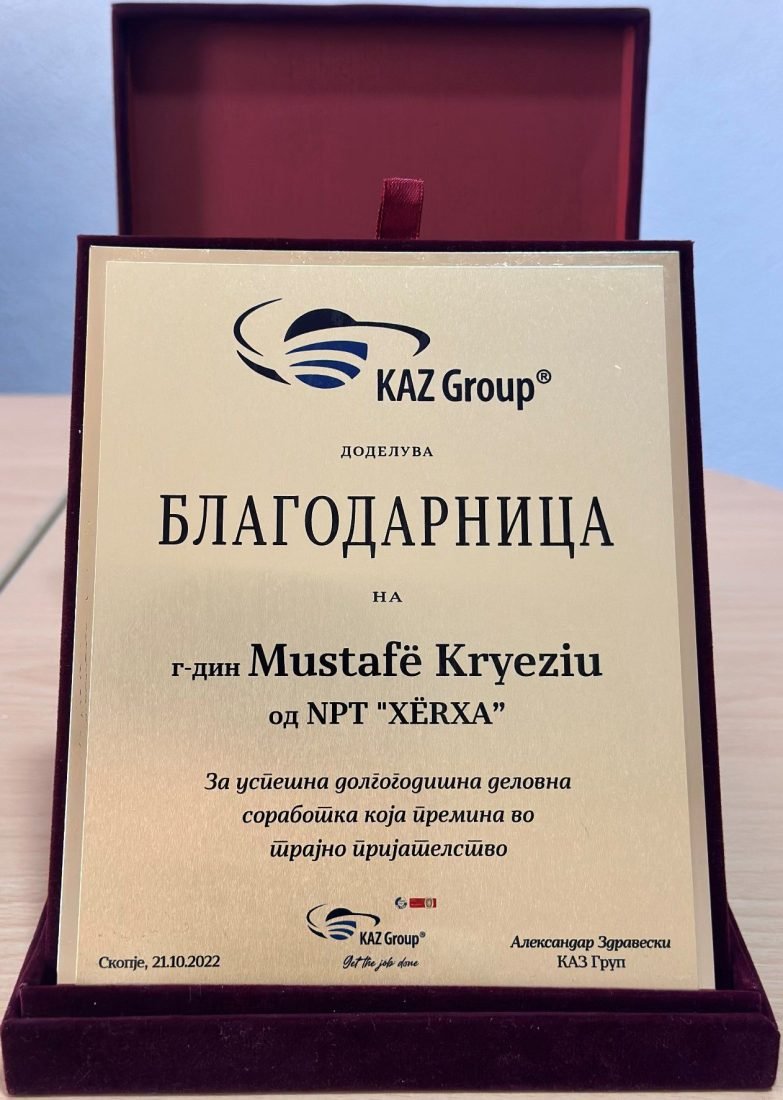 KAZ Group®
ДОДЕЛУВА
БЛАГОДАРНИЦА
НА
г-дин Mustafë Kryeziu
од NPT "XËRXA”
За успешна долгогодишна деловна
соработка која премина во
трајно пријателство
KAZ Group®
Get the job done
Скопје, 21.10.2022
Александар Здравески
КАЗ Груп